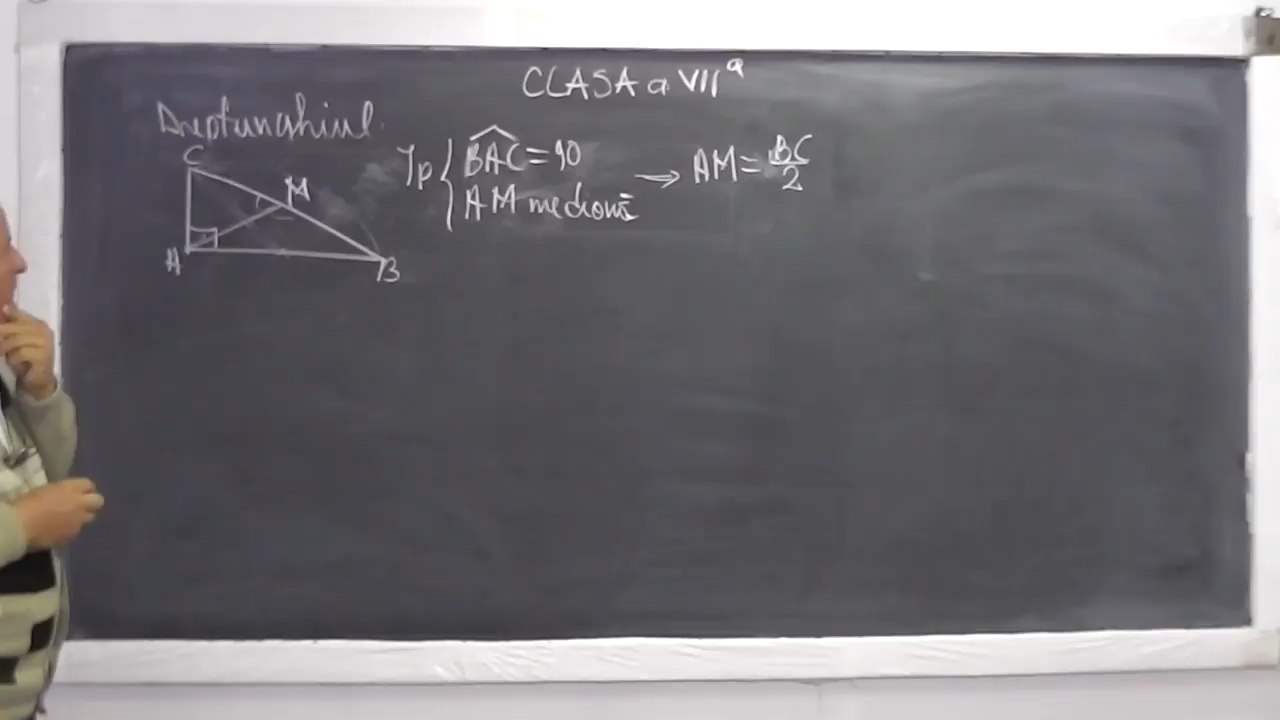 CLASA a VII a
Dreptunghiul.
C
M
A
B
Ip { BAC = 90
AM mediană
→ AM = BC/2